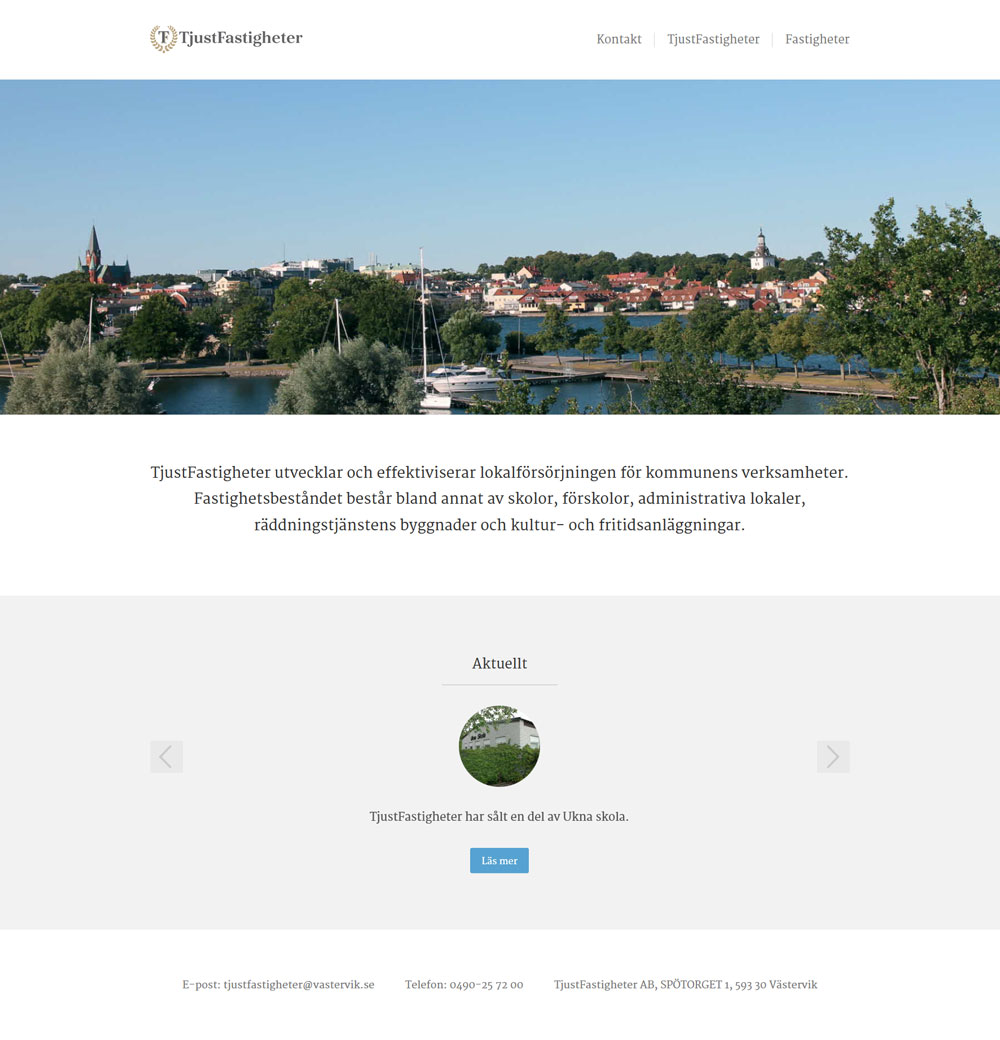 TF TjustFastigheter
Kontakt TjustFastigheter Fastigheter
TjustFastigheter utvecklar och effektiviserar lokalförsörjningen för kommunens verksamheter.
Fastighetsbeståndet består bland annat av skolor, förskolor, administrativa lokaler,
räddningstjänstens byggnader och kultur- och fritidsanläggningar.
Aktuellt
TjustFastigheter har sålt en del av Ukna skola.
Läs mer
E-post: tjustfastigheter@vastervik.se Telefon: 0490-25 72 00 TjustFastigheter AB, SPÖTORGET 1, 593 30 Västervik